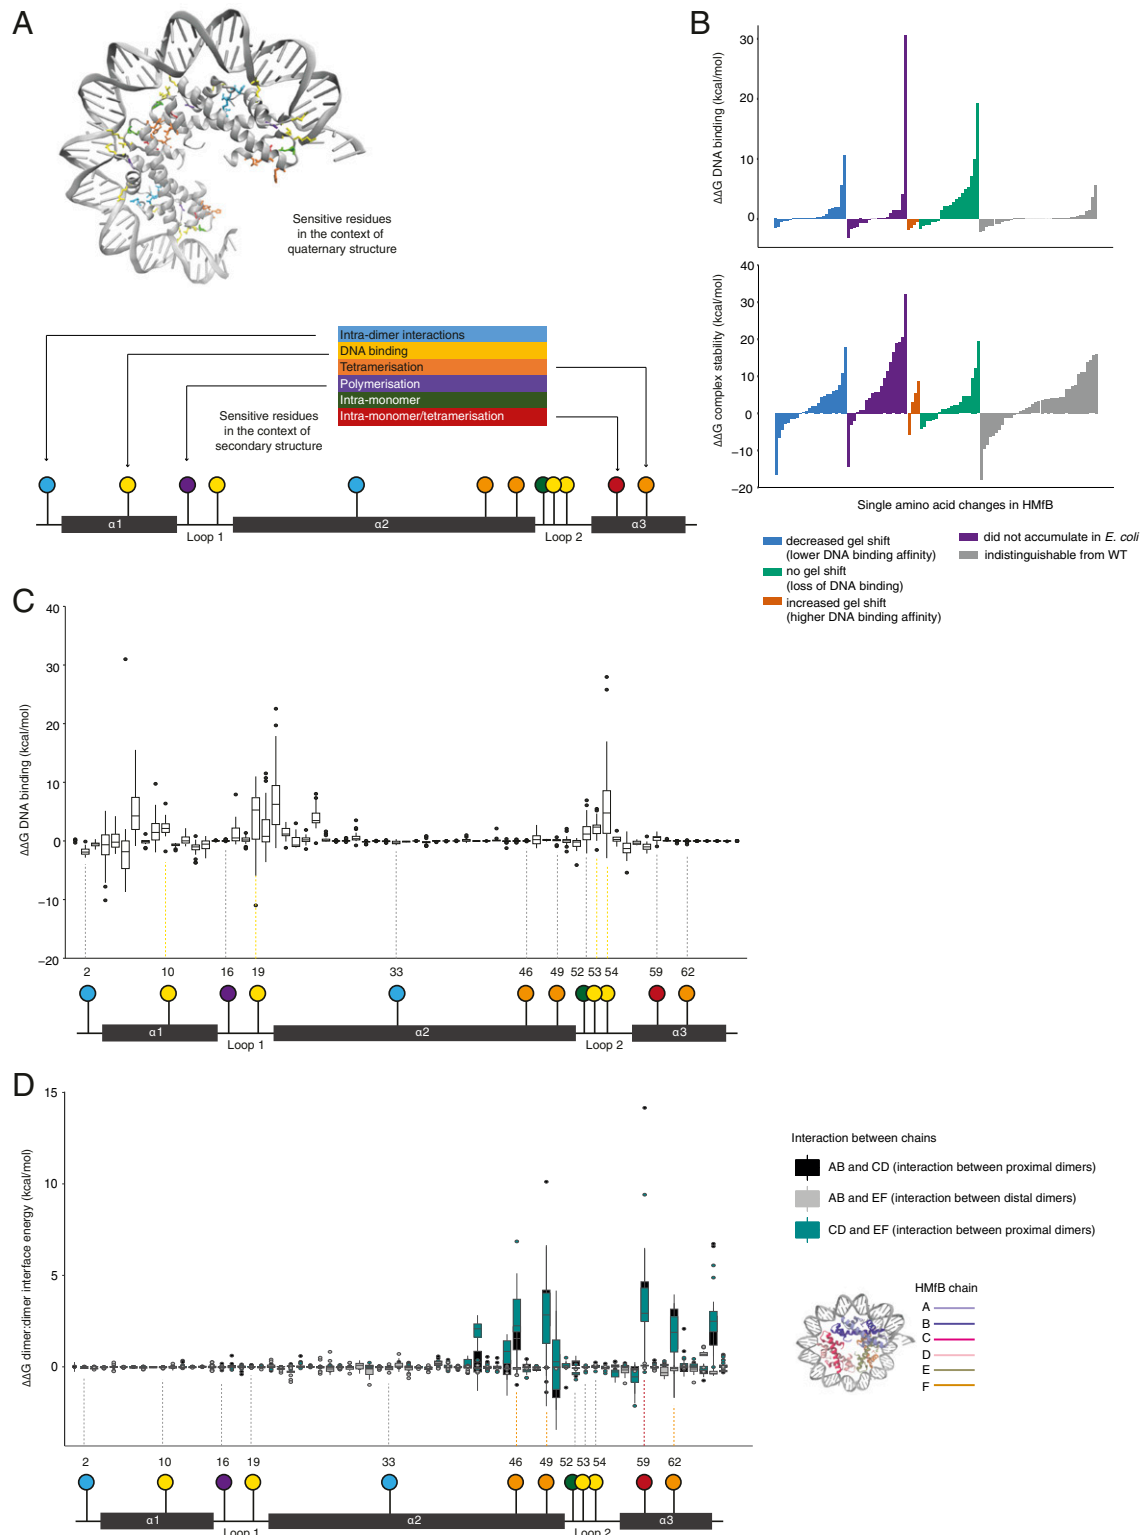 A
Sensitive residues
in the context of
quaternary structure
Intra-dimer interactions
DNA binding
Tetramerisation
Polymerisation
Intra-monomer
Intra-monomer/tetramerisation
Sensitive residues
in the context of
secondary structure
α1
Loop 1
α2
Loop 2
α3
B
ΔΔG DNA binding (kcal/mol)
30
20
10
0
ΔΔG complex stability (kcal/mol)
40
30
20
10
0
−10
−20
Single amino acid changes in HMfB
decreased gel shift
(lower DNA binding affinity)
no gel shift
(loss of DNA binding)
increased gel shift
(higher DNA binding affinity)
did not accumulate in E. coli
indistinguishable from WT
C
ΔΔG DNA binding (kcal/mol)
40
30
20
10
0
−10
−20
2 10 16 19 33 46 49 52 53 54 59 62
α1
Loop 1
α2
Loop 2
α3
D
ΔΔG dimer:dimer interface energy (kcal/mol)
15
10
5
0
2 10 16 19 33 46 49 52 53 54 59 62
α1
Loop 1
α2
Loop 2
α3
Interaction between chains
AB and CD (interaction between proximal dimers)
AB and EF (interaction between distal dimers)
CD and EF (interaction between proximal dimers)
HMfB chain
A
B
C
D
E
F